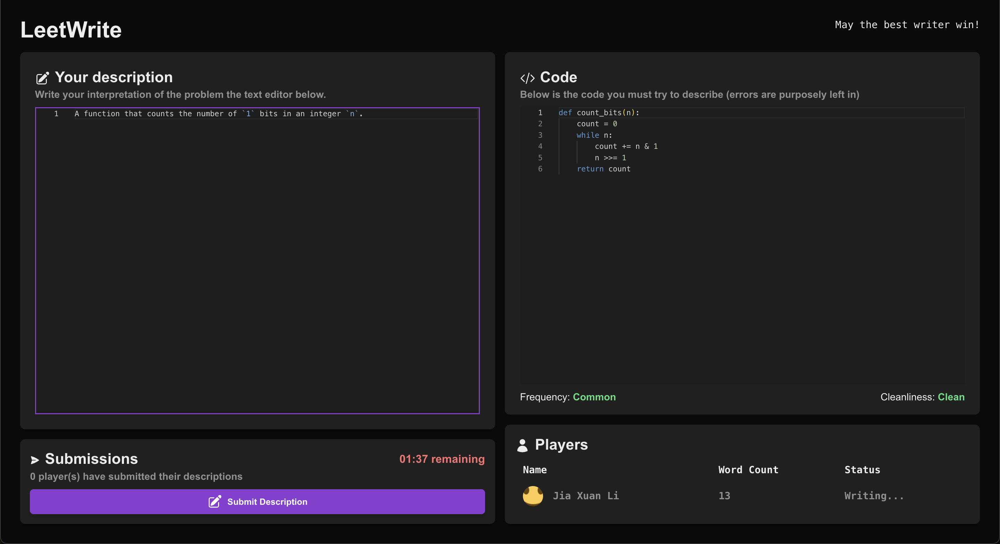 LeetWrite
May the best writer win!
Your description
Write your interpretation of the problem the text editor below.
1 A function that counts the number of `1` bits in an integer `n`.
Submissions
01:37 remaining
0 player(s) have submitted their descriptions
Submit Description
</> Code
Below is the code you must try to describe (errors are purposely left in)
1 def count_bits(n):
2     count = 0
3     while n:
4         count += n & 1
5         n >>= 1
6     return count
Frequency: Common
Cleanliness: Clean
Players
Name Word Count Status
Jia Xuan Li 13 Writing...